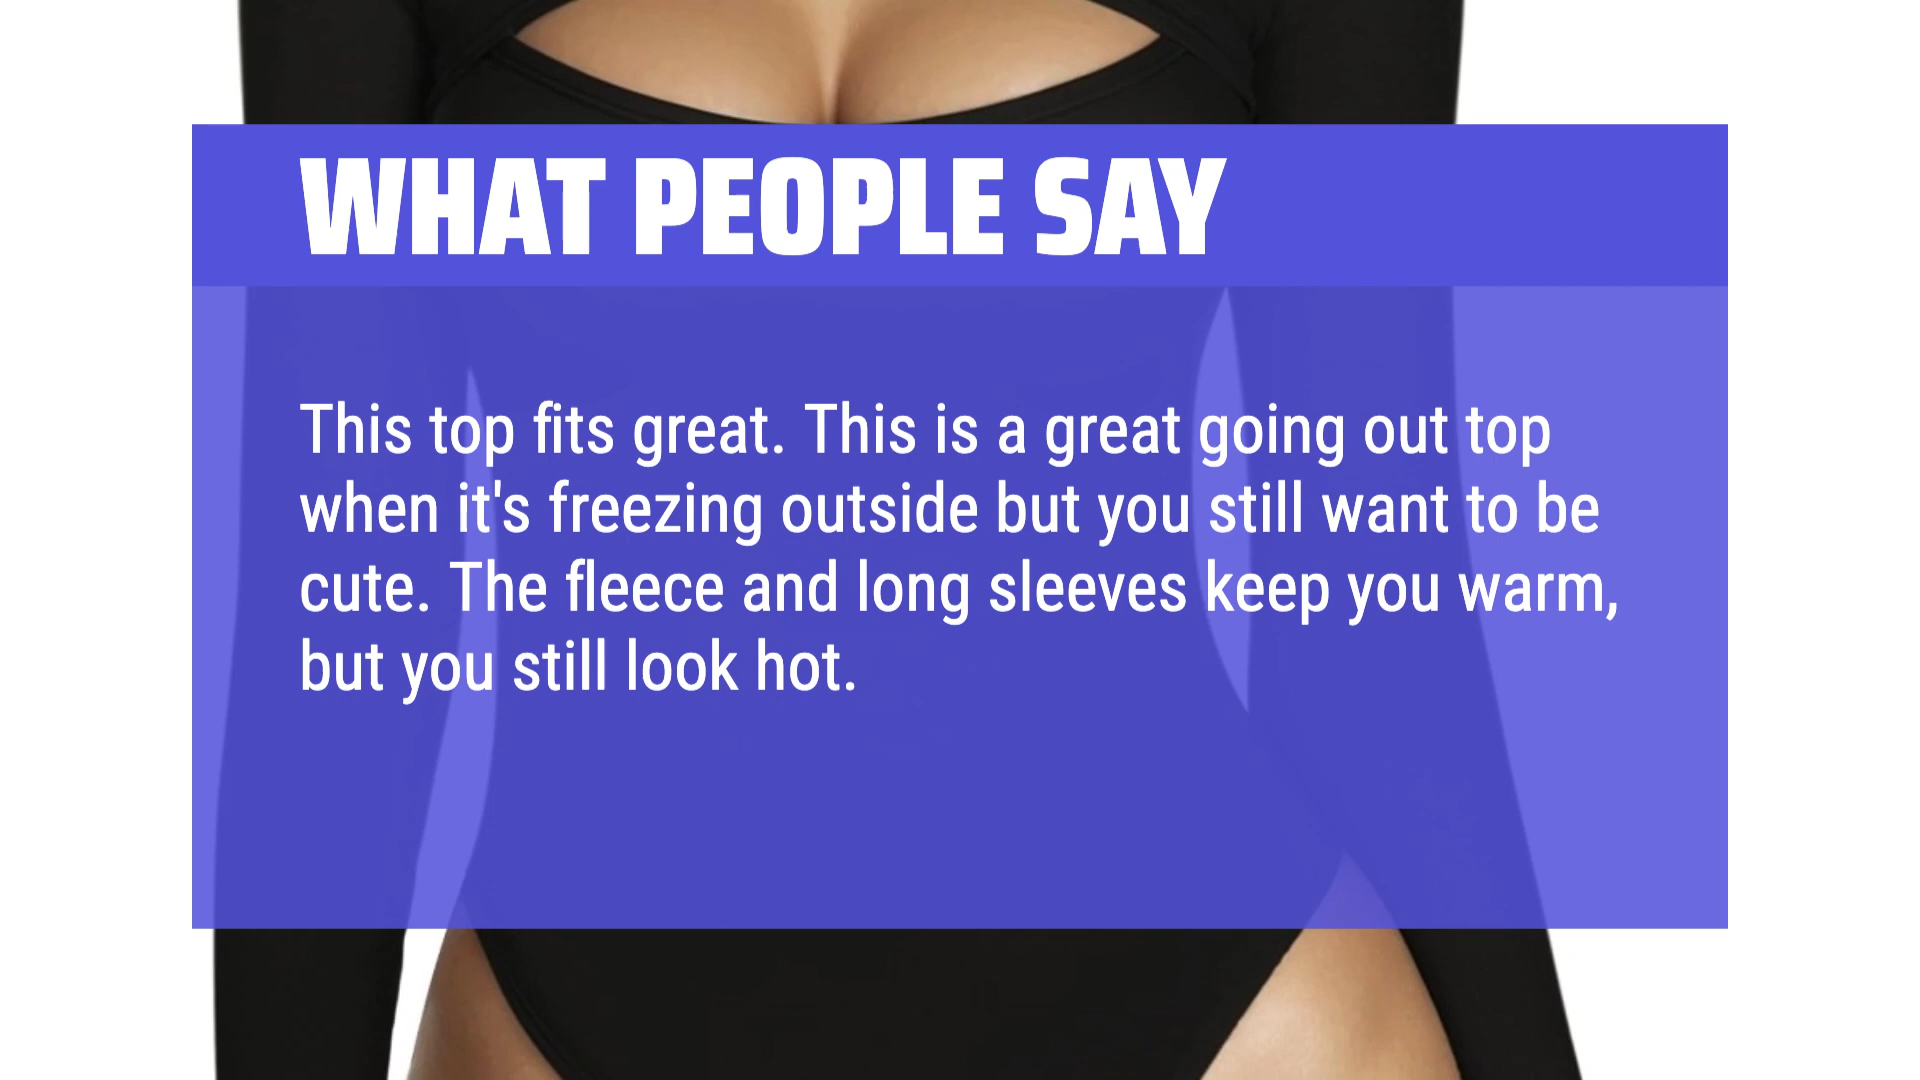 WHAT PEOPLE SAY
This top fits great. This is a great going out top
when it's freezing outside but you still want to be
cute. The fleece and long sleeves keep you warm,
but you still look hot.